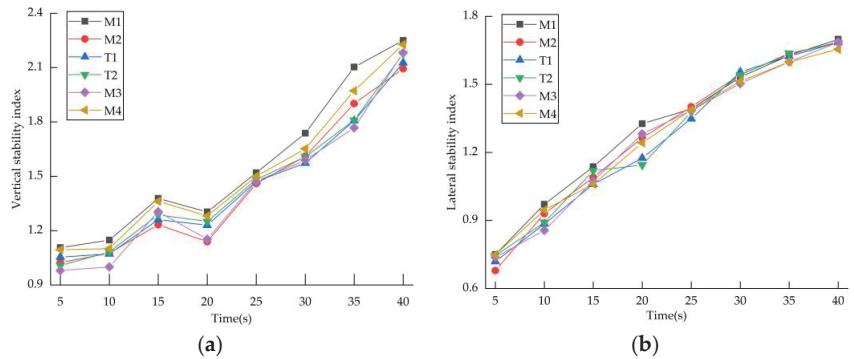 2.4
2.1
1.8
1.5
1.2
0.9
Vertical stability index
M1
M2
T1
T2
M3
M4
5 10 15 20 25 30 35 40
Time(s)
(a)
1.8
1.5
1.2
0.9
0.6
Lateral stability index
M1
M2
T1
T2
M3
M4
5 10 15 20 25 30 35 40
Time(s)
(b)